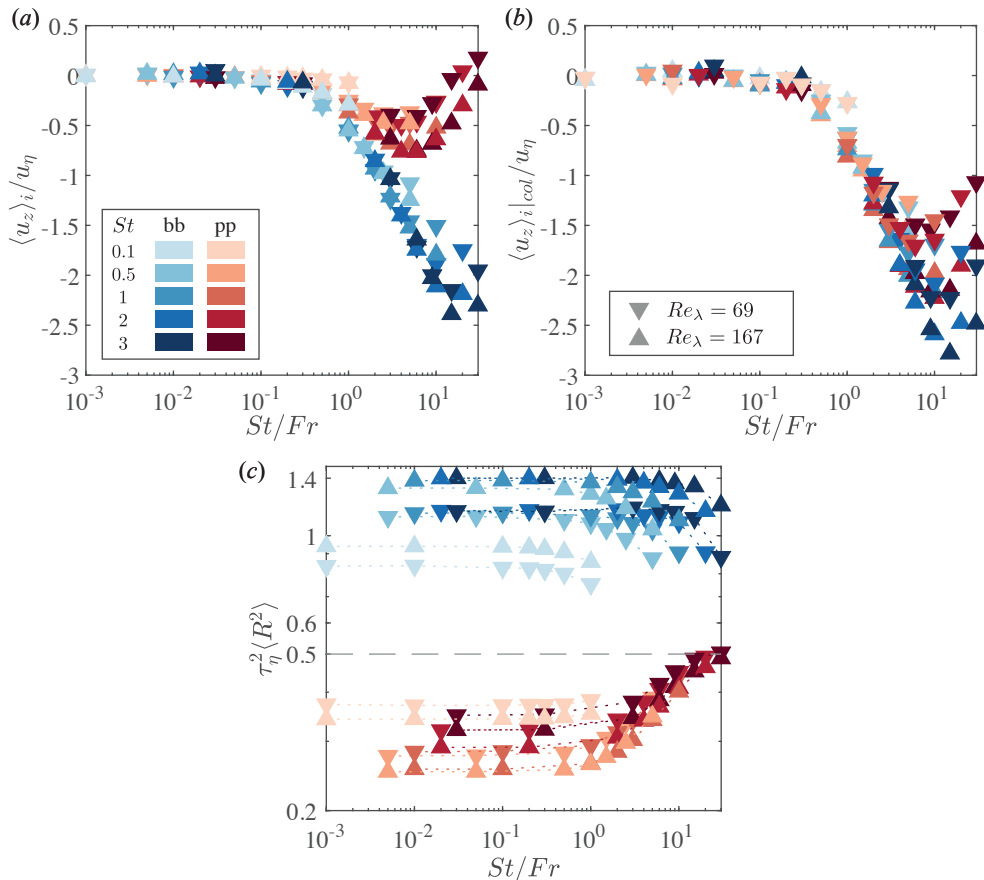 (a)
0.5
0
-0.5
-1
-1.5
-2
-2.5
-3
⟨u_z⟩_i/u_η
St bb pp
0.1
0.5
1
2
3
10^{-3} 10^{-2} 10^{-1} 10^0 10^1
St/Fr
(b)
0.5
0
-0.5
-1
-1.5
-2
-2.5
-3
⟨u_z⟩_{i|col}/u_η
Re_λ = 69
Re_λ = 167
10^{-3} 10^{-2} 10^{-1} 10^0 10^1
St/Fr
(c)
1.4
1
0.6
0.5
0.2
τ_η^2⟨R^2⟩
10^{-3} 10^{-2} 10^{-1} 10^0 10^1
St/Fr